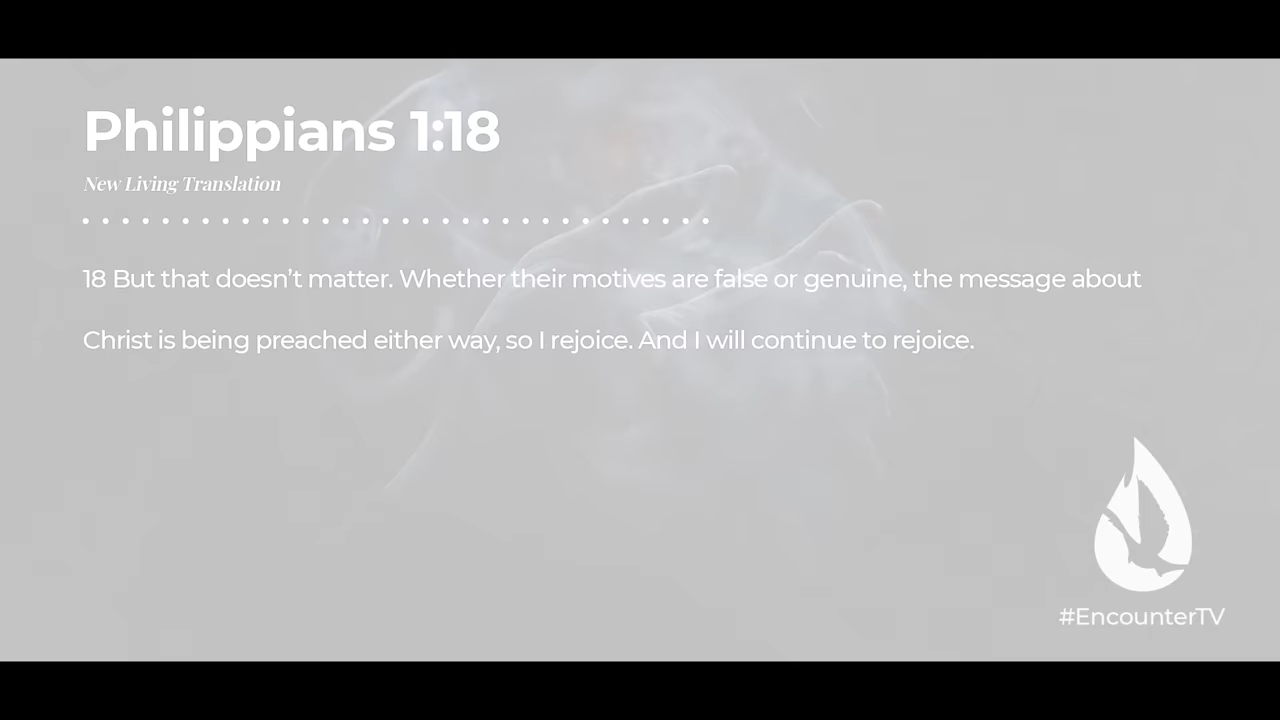 Philippians 1:18
New Living Translation
18 But that doesn’t matter. Whether their motives are false or genuine, the message about
Christ is being preached either way, so I rejoice. And I will continue to rejoice.
#EncounterTV